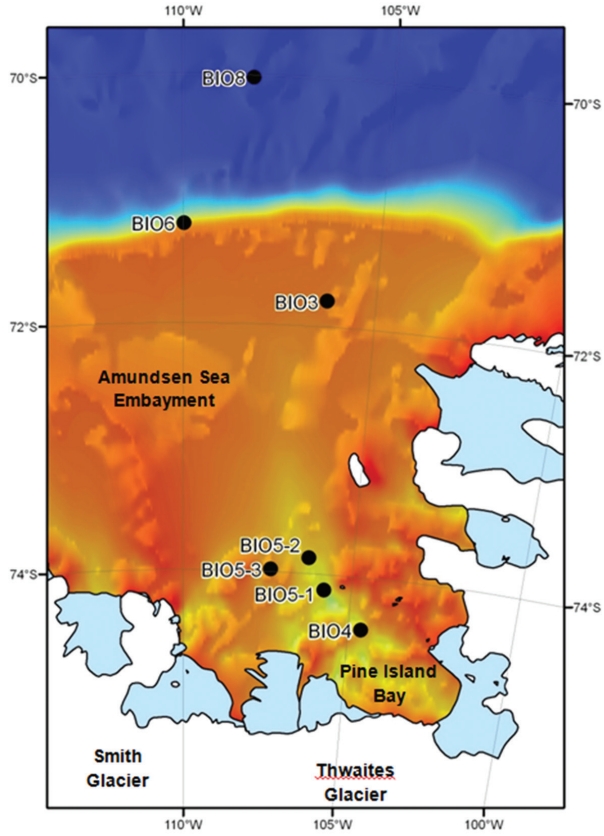 110°W
105°W
70°S
BIO8
70°S
BIO6
BIO3
72°S
72°S
Amundsen Sea
Embayment
BIO5-2
BIO5-3
74°S
BIO5-1
74°S
BIO4
Pine Island
Bay
Smith
Glacier
Thwaites
Glacier
110°W
105°W
100°W